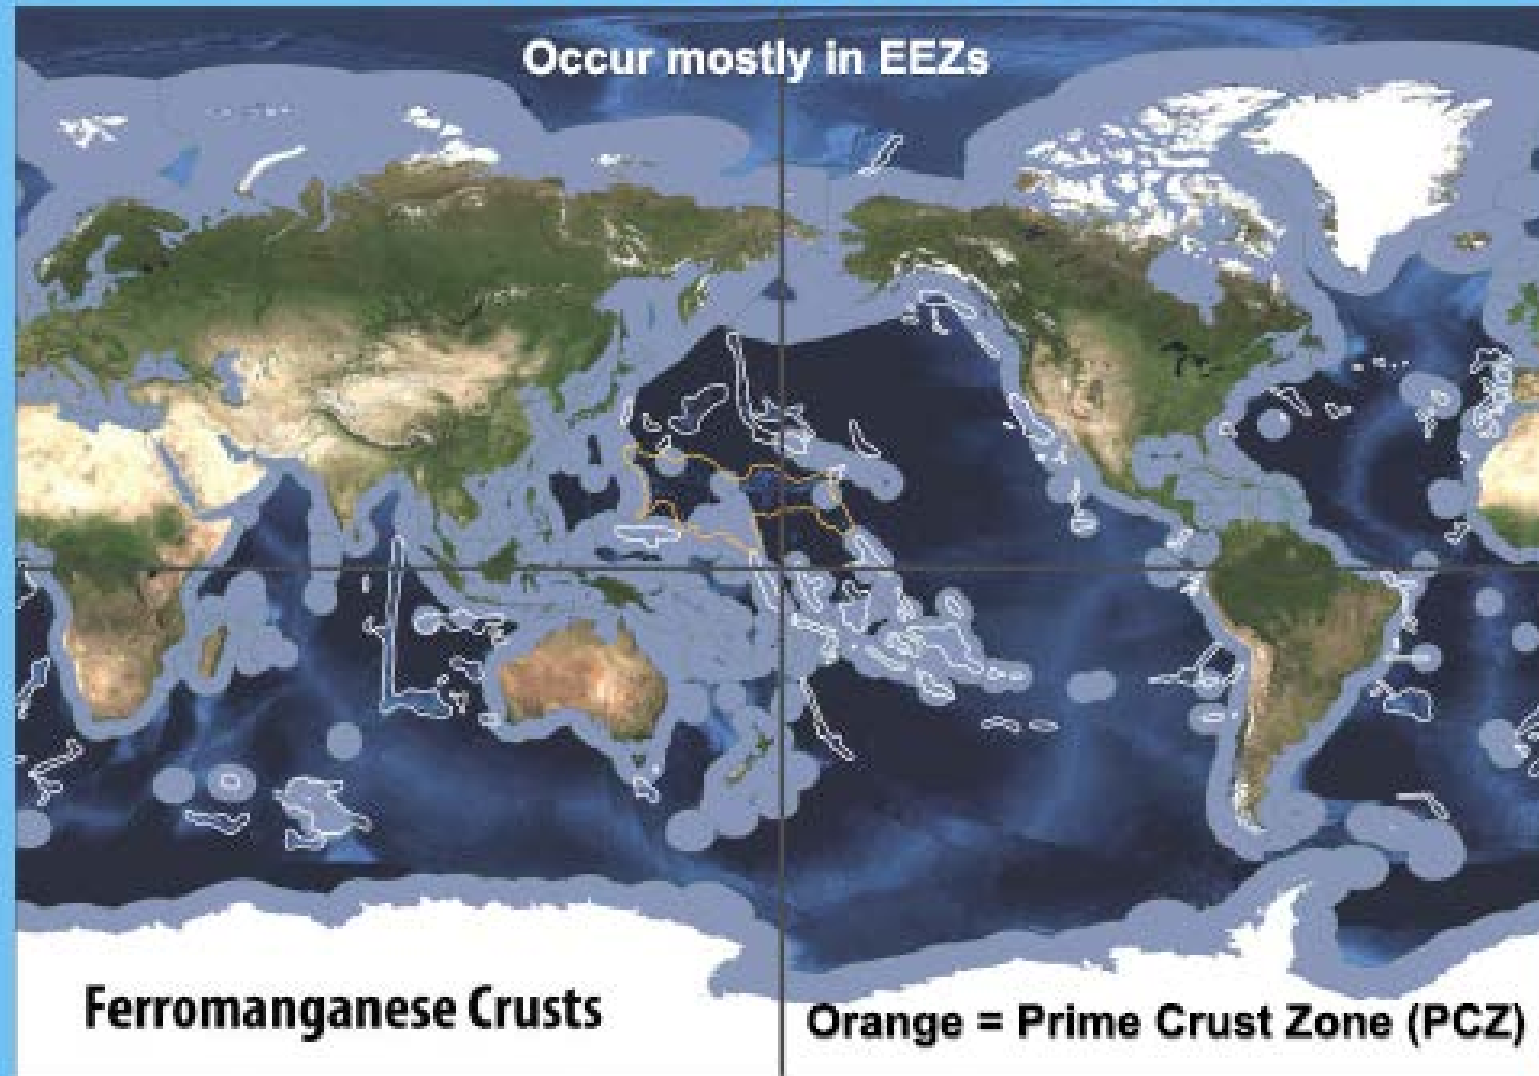 Occur mostly in EEZs
Ferromanganese Crusts
Orange = Prime Crust Zone (PCZ)